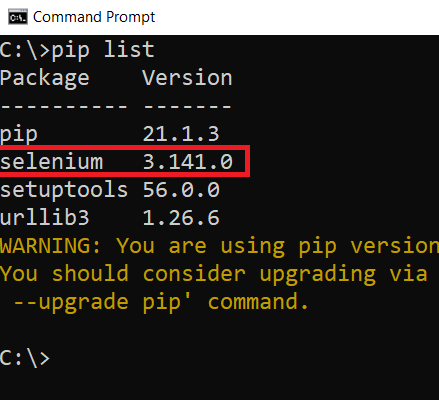 Command Prompt
C:\>pip list
Package    Version
---------- -------
pip        21.1.3
selenium   3.141.0
setuptools 56.0.0
urllib3    1.26.6
WARNING: You are using pip version
You should consider upgrading via
 --upgrade pip' command.
C:\>